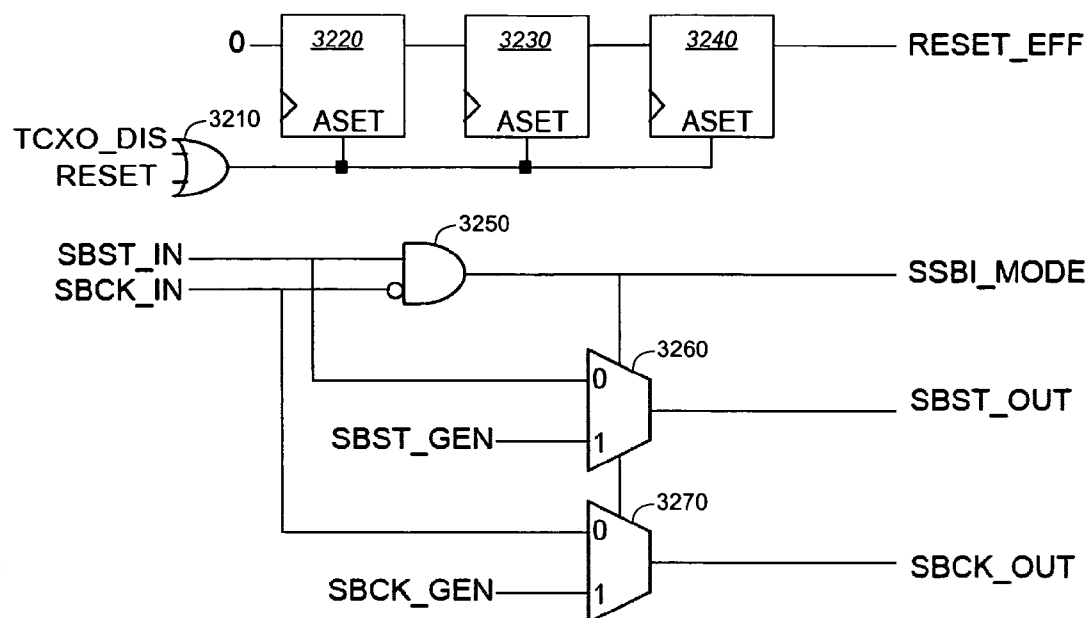 0 3220 3230 3240 RESET_EFF
ASET ASET ASET
3210
TCXO_DIS
RESET
3250
SBST_IN
SBCK_IN
SSBI_MODE
3260
0
SBST_OUT
SBST_GEN 1
3270
0
SBCK_OUT
SBCK_GEN 1